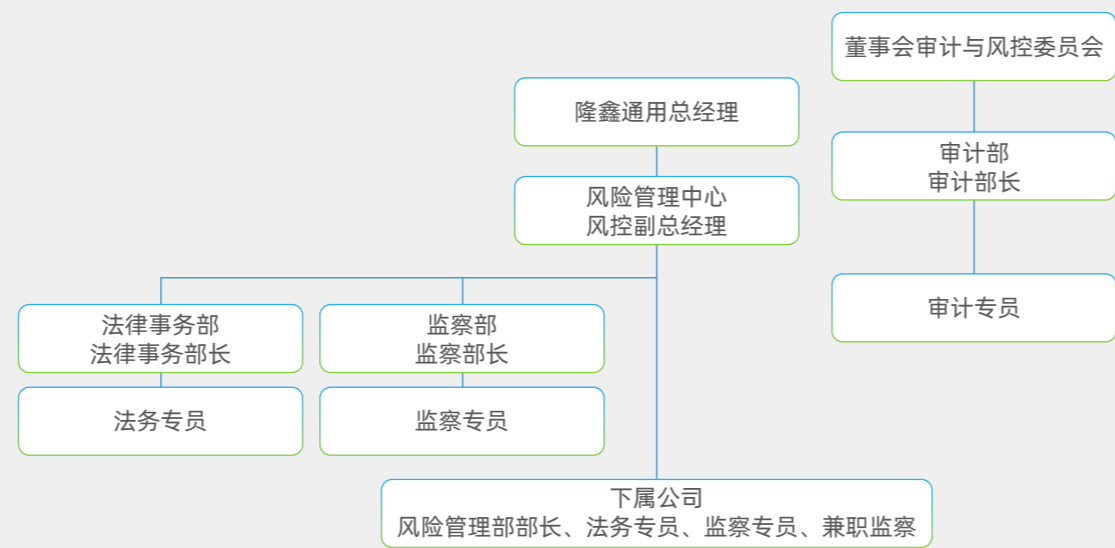 董事会审计与风控委员会
隆鑫通用总经理
审计部
审计部长
风险管理中心
风控副总经理
审计专员
法律事务部
法律事务部长
监察部
监察部长
法务专员
监察专员
下属公司
风险管理部部长、法务专员、监察专员、兼职监察